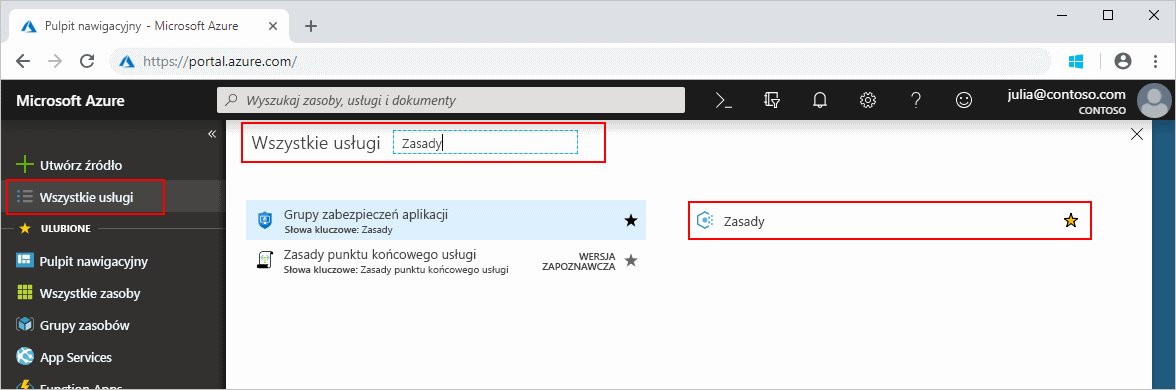 Pulpit nawigacyjny - Microsoft Azure
https://portal.azure.com/
Microsoft Azure
Wyszukaj zasoby, usługi i dokumenty
julia@contoso.com
CONTOSO
Wszystkie usługi
Zasady
Utwórz źródło
Wszystkie usługi
ULUBIONE
Pulpit nawigacyjny
Wszystkie zasoby
Grupy zasobów
App Services
Function Apps
Grupy zabezpieczeń aplikacji
Słowa kluczowe: Zasady
Zasady punktu końcowego usługi
Słowa kluczowe: Zasady punktu końcowego usługi
WERSJA
ZAPOZNAWCZA
Zasady